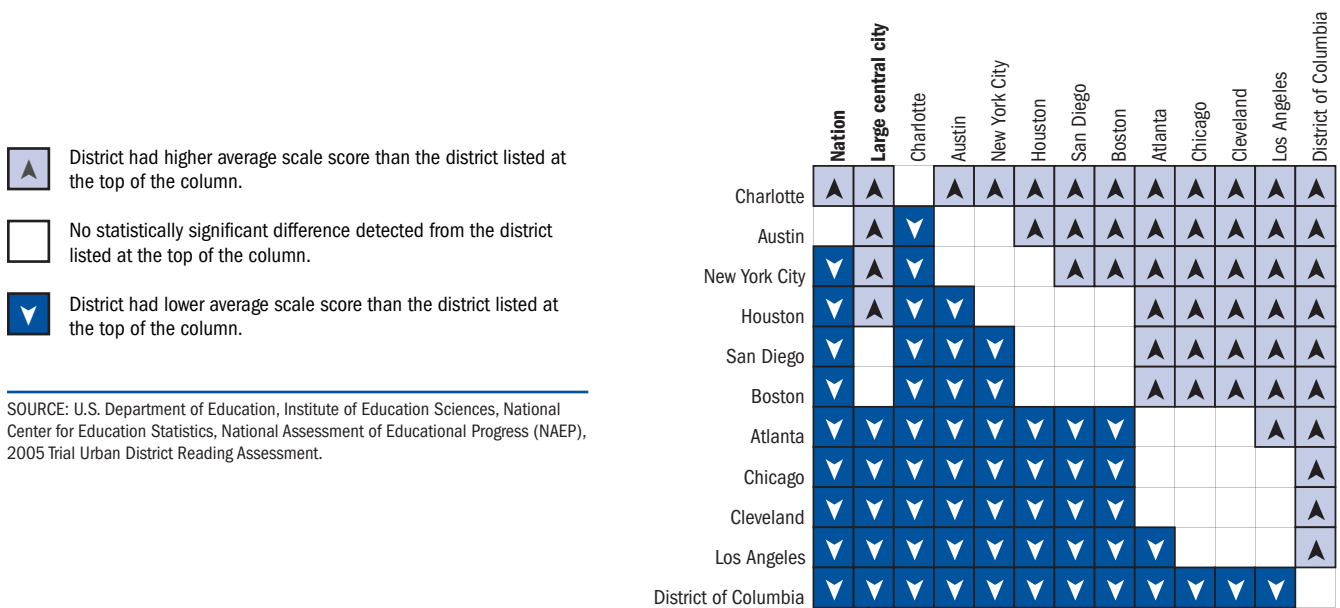 District had higher average scale score than the district listed at
the top of the column.
No statistically significant difference detected from the district
listed at the top of the column.
District had lower average scale score than the district listed at
the top of the column.
SOURCE: U.S. Department of Education, Institute of Education Sciences, National
Center for Education Statistics, National Assessment of Educational Progress (NAEP),
2005 Trial Urban District Reading Assessment.
Nation
Large central city
Charlotte
Austin
New York City
Houston
San Diego
Boston
Atlanta
Chicago
Cleveland
Los Angeles
District of Columbia
Charlotte
Austin
New York City
Houston
San Diego
Boston
Atlanta
Chicago
Cleveland
Los Angeles
District of Columbia